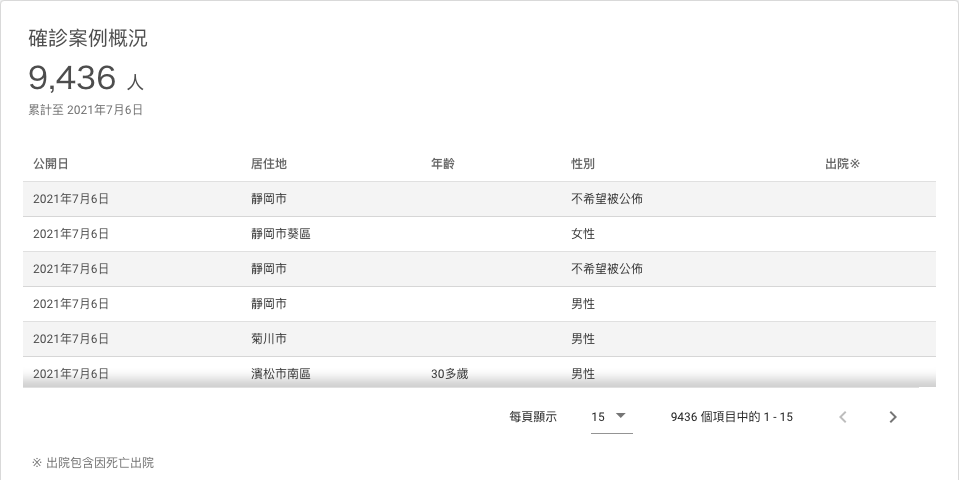 確診案例概況
9,436 人
累計至 2021年7月6日
公開日 居住地 年齡 性別 出院※
2021年7月6日 靜岡市 不希望被公佈
2021年7月6日 靜岡市葵區 女性
2021年7月6日 靜岡市 不希望被公佈
2021年7月6日 靜岡市 男性
2021年7月6日 菊川市 男性
2021年7月6日 濱松市南區 30多歲 男性
每頁顯示 15 9436 個項目中的 1 - 15
※ 出院包含因死亡出院